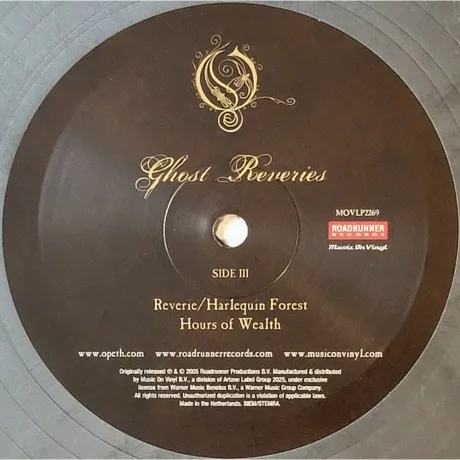 Ghost Reveries
MOVLP2269
ROADRUNNER
RECORDS
Music On Vinyl
SIDE III
Reverie/Harlequin Forest
Hours of Wealth
www.opeth.com www.roadrunnerrecords.com www.musiconvinyl.com
Originally released ℗ & © 2005 Roadrunner Productions B.V. Manufactured & distributed
by Music On Vinyl B.V., a division of Artone Label Group 2025, under exclusive
license from Warner Music Benelux B.V., a Warner Music Group Company.
All rights reserved. Unauthorized duplication is a violation of applicable laws.
Made in the Netherlands. BIEM/STEMRA.